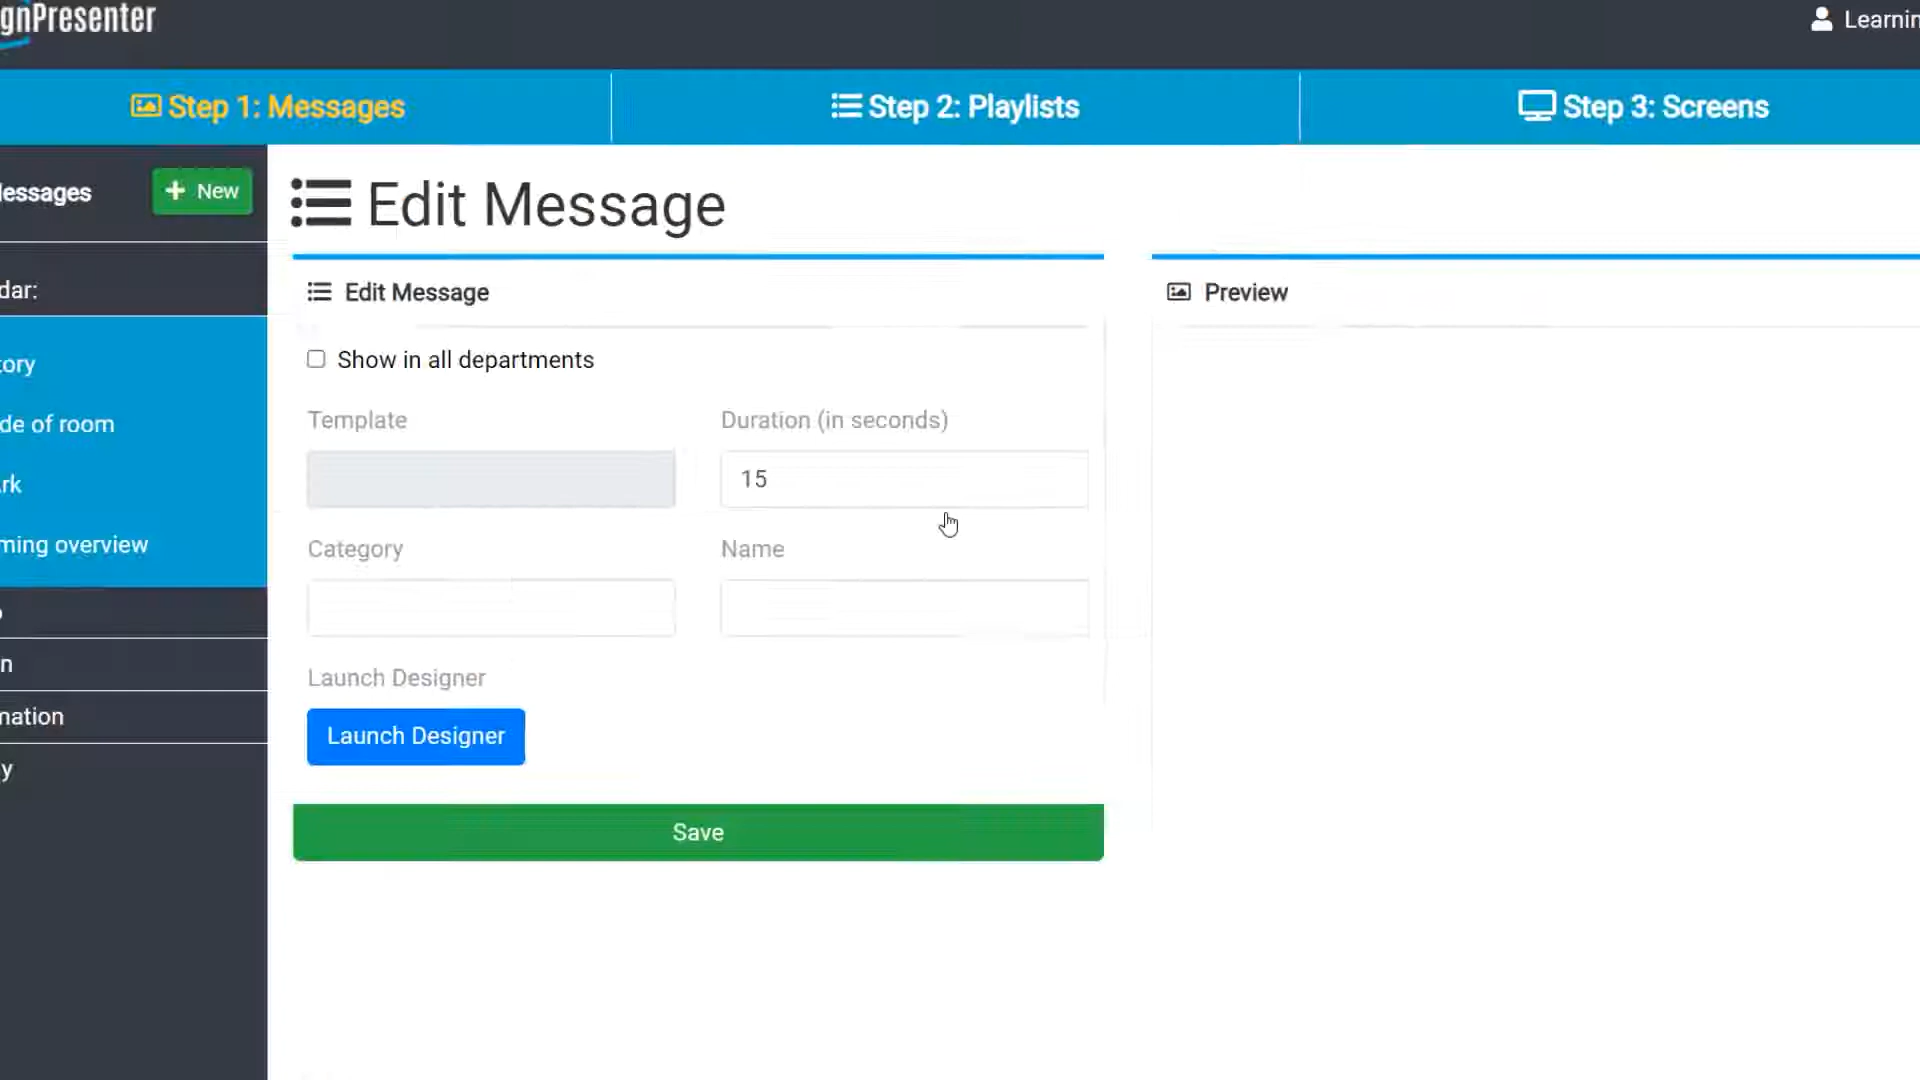 gnPresenter
Learnin
Step 1: Messages
Step 2: Playlists
Step 3: Screens
essages
New
Edit Message
dar:
Edit Message
Preview
tory
Show in all departments
de of room
Template
Duration (in seconds)
rk
15
ming overview
Category
Name
n
Launch Designer
mation
Launch Designer
y
Save